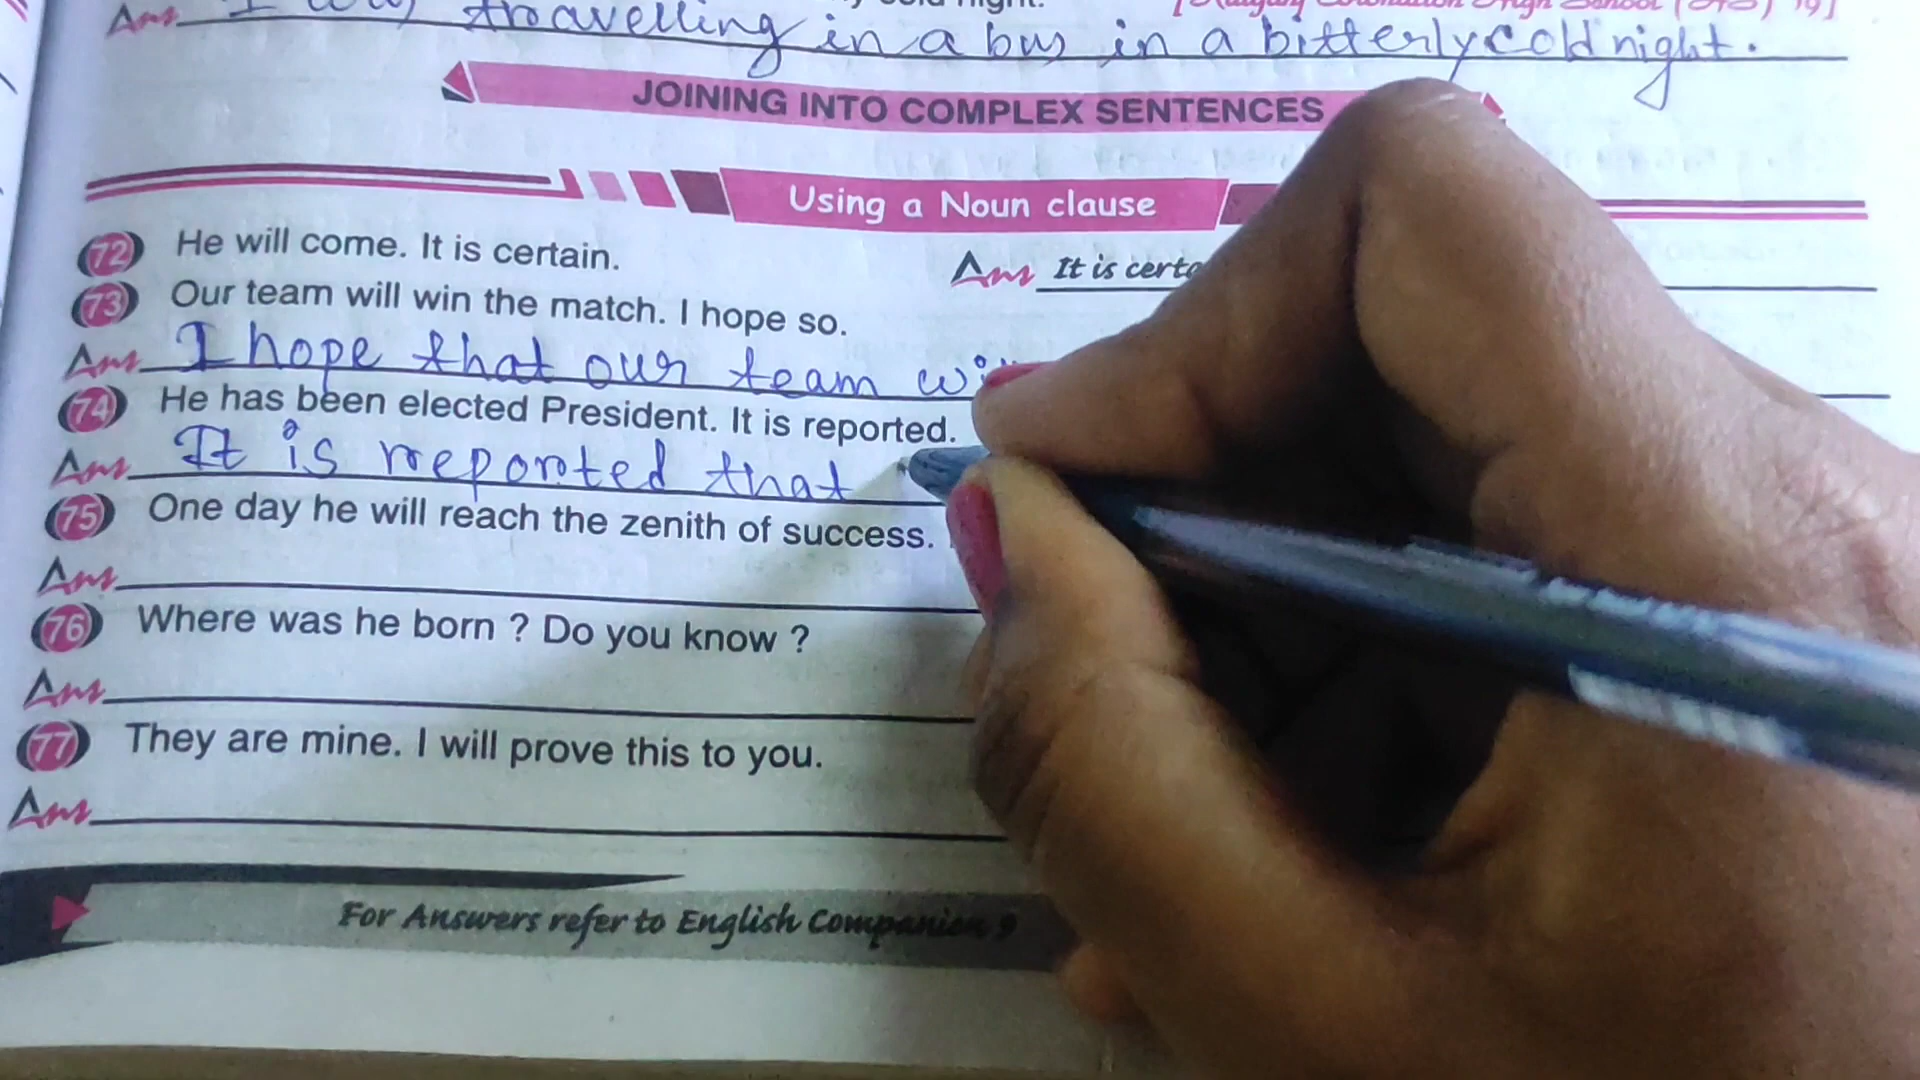 Ans travelling in a bus in a bitterly cold night.
JOINING INTO COMPLEX SENTENCES
Using a Noun clause
72 He will come. It is certain. Ans It is
73 Our team will win the match. I hope so.
Ans I hope that our team
74 He has been elected President. It is reported.
Ans It is reported that
75 One day he will reach the zenith of success.
Ans
76 Where was he born ? Do you know ?
Ans
77 They are mine. I will prove this to you.
Ans
For Answers refer to English Companion 9